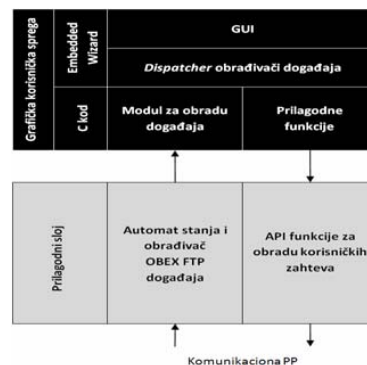 Grafička korisnička sprega
Embedded
Wizard
GUI
Dispatcher obrađivači događaja
C kod
Modul za obradu
događaja
Prilagodne
funkcije
Prilagodni sloj
Automat stanja i
obrađivač
OBEX FTP
događaja
API funkcije za
obradu korisničkih
zahteva
Komunikaciona PP